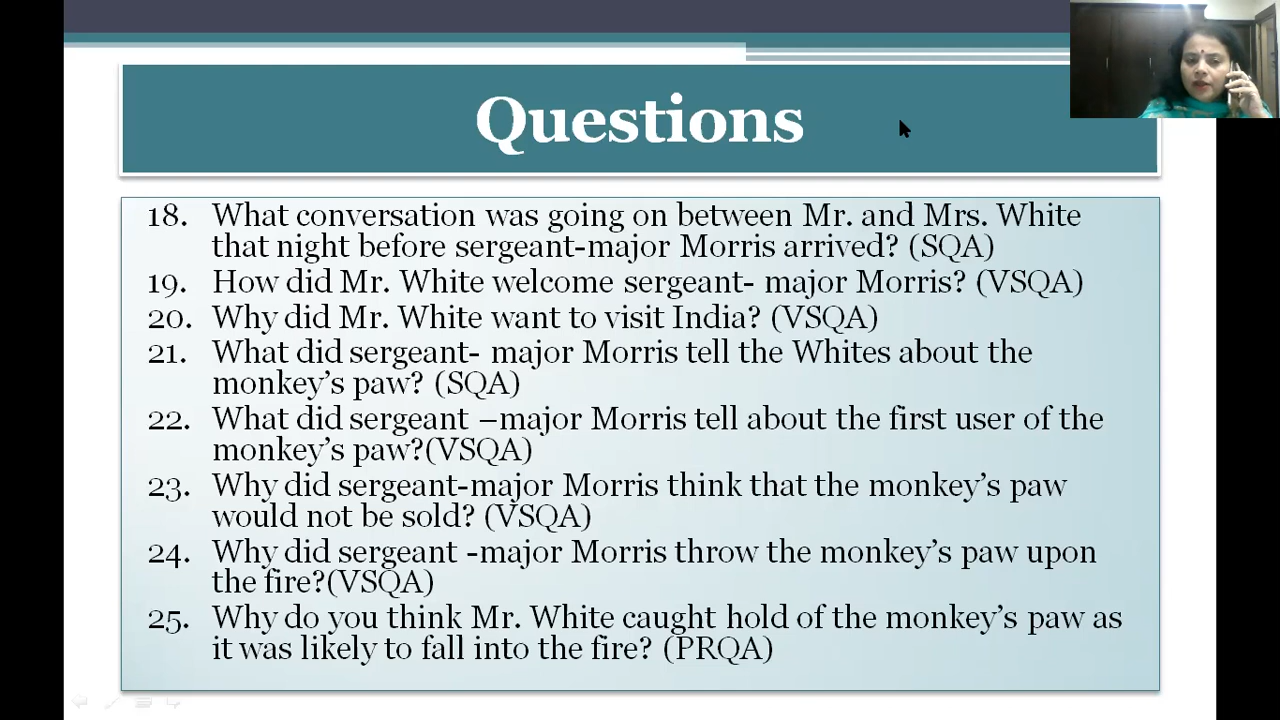 Questions
18. What conversation was going on between Mr. and Mrs. White
that night before sergeant-major Morris arrived? (SQA)
19. How did Mr. White welcome sergeant- major Morris? (VSQA)
20. Why did Mr. White want to visit India? (VSQA)
21. What did sergeant- major Morris tell the Whites about the
monkey’s paw? (SQA)
22. What did sergeant –major Morris tell about the first user of the
monkey’s paw?(VSQA)
23. Why did sergeant-major Morris think that the monkey’s paw
would not be sold? (VSQA)
24. Why did sergeant -major Morris throw the monkey’s paw upon
the fire?(VSQA)
25. Why do you think Mr. White caught hold of the monkey’s paw as
it was likely to fall into the fire? (PRQA)